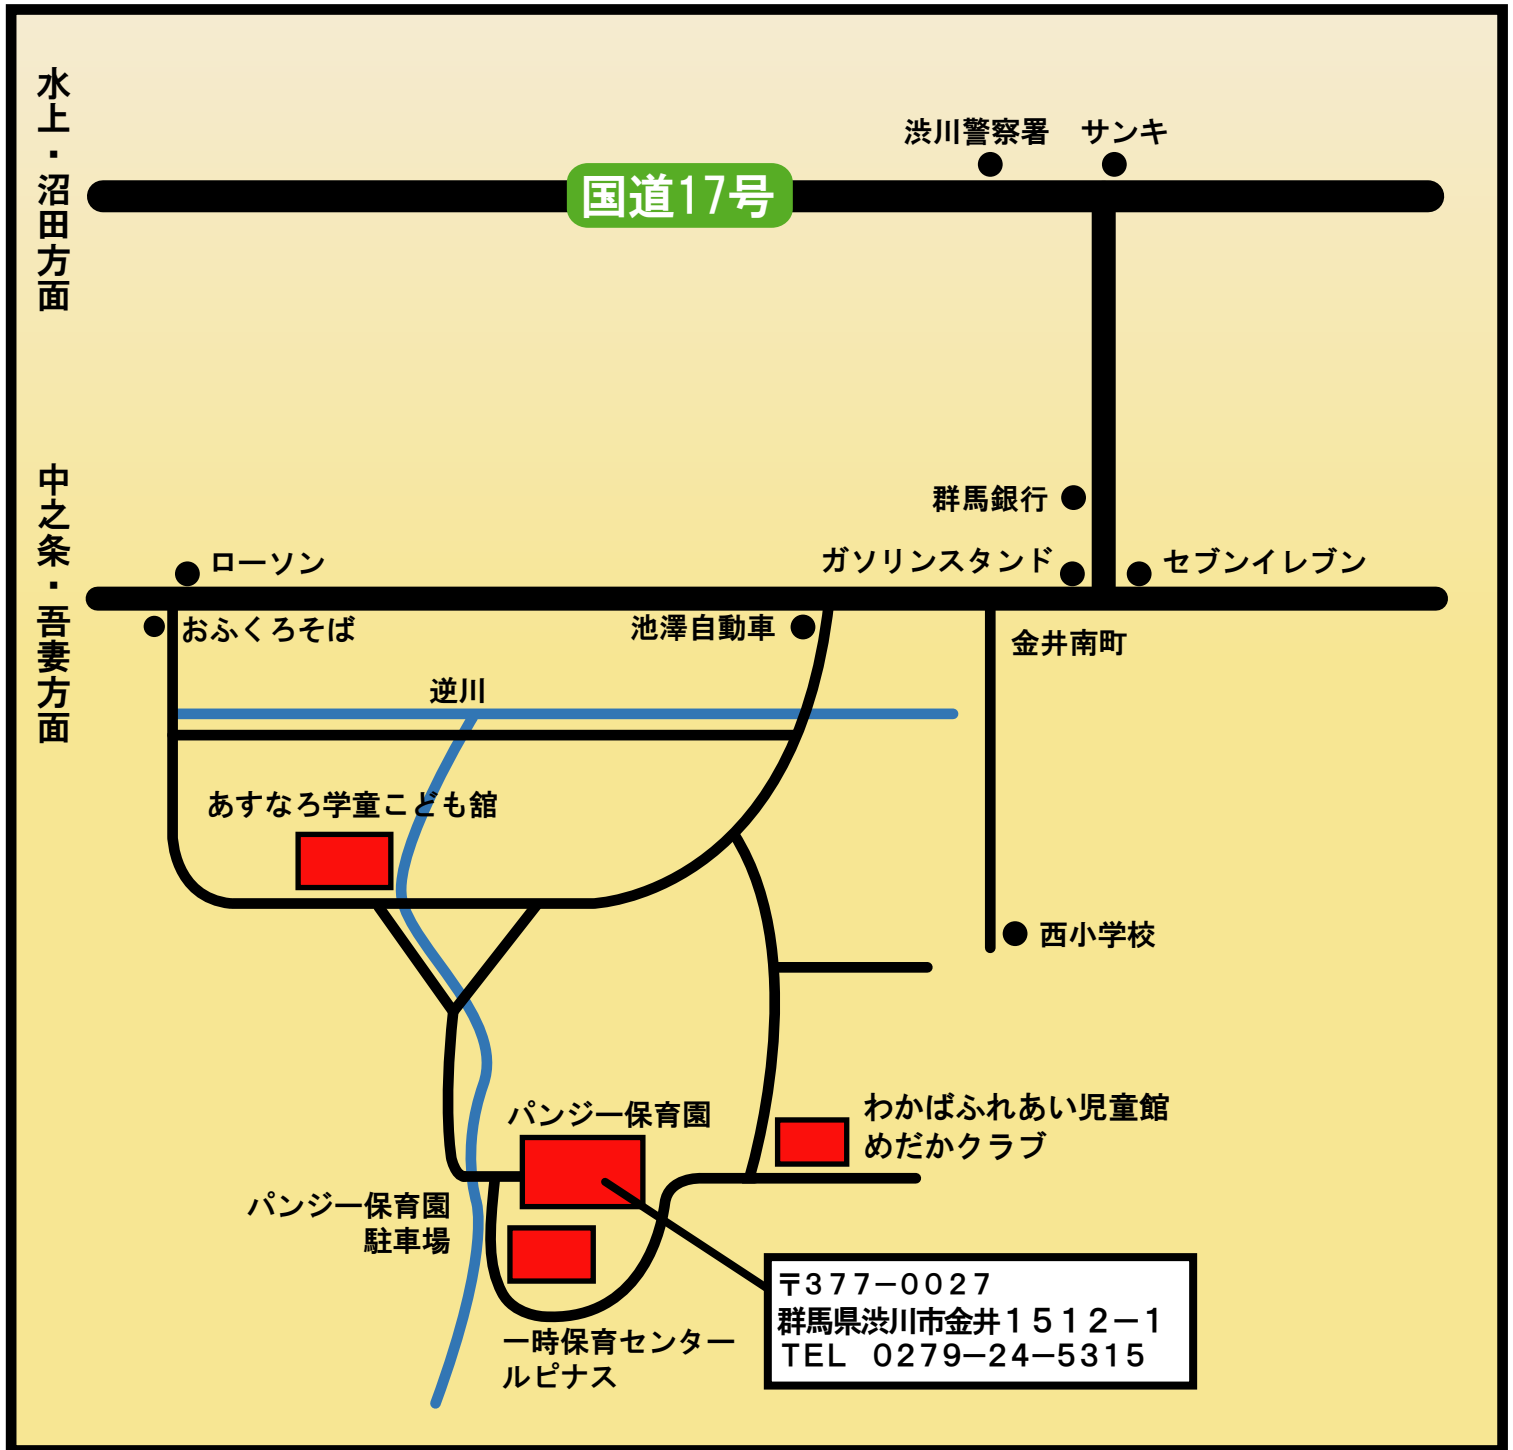 水上・沼田方面
渋川警察署
サンキ
国道17号
中之条・吾妻方面
群馬銀行
ローソン
ガソリンスタンド
セブンイレブン
おふくろそば
池澤自動車
金井南町
逆川
あすなろ学童こども舘
西小学校
パンジー保育園
わかばふれあい児童館
めだかクラブ
パンジー保育園
駐車場
〒377−0027
群馬県渋川市金井1512−1
TEL 0279−24−5315
一時保育センター
ルピナス